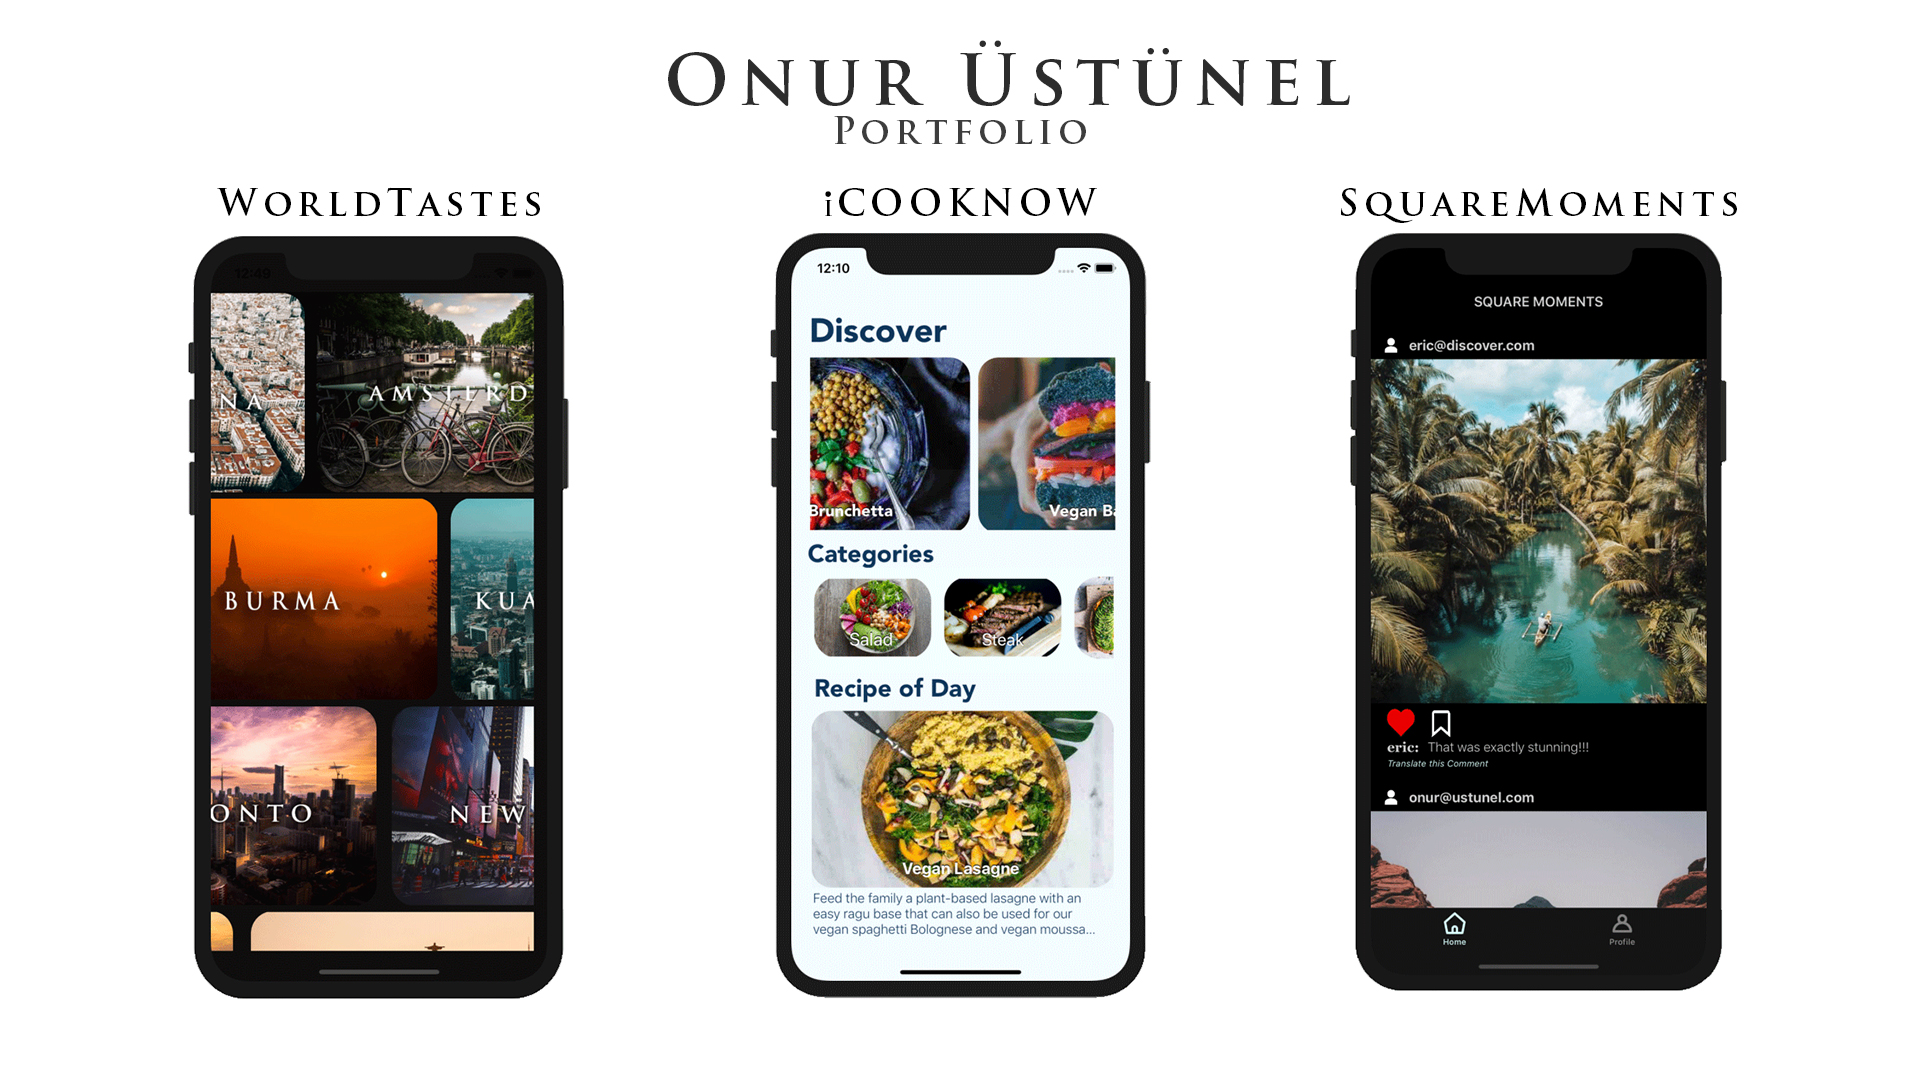 Onur Üstünel
Portfolio
WorldTastes
12:49
NA
AMSTERD
BURMA
KUA
ONTO
NEW
iCOOKNOW
12:10
Discover
Brunchetta
Vegan Ba
Categories
Salad
Steak
Recipe of Day
Vegan Lasagne
Feed the family a plant-based lasagne with an
easy ragu base that can also be used for our
vegan spaghetti Bolognese and vegan moussa...
SquareMoments
SQUARE MOMENTS
eric@discover.com
eric: That was exactly stunning!!!
Translate this Comment
onur@ustunel.com
Home
Profile